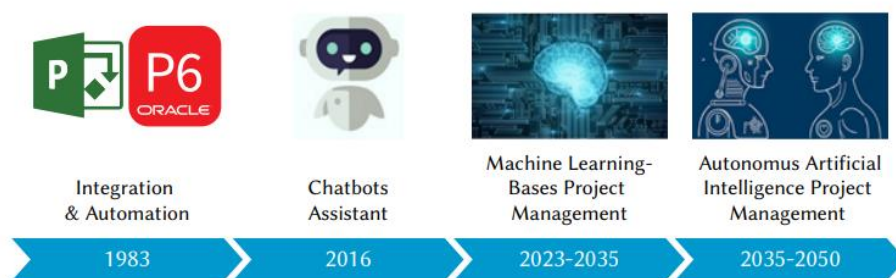 P
P6
ORACLE
Integration
& Automation
Chatbots
Assistant
Machine Learning-
Bases Project
Management
Autonomus Artificial
Intelligence Project
Management
1983
2016
2023-2035
2035-2050